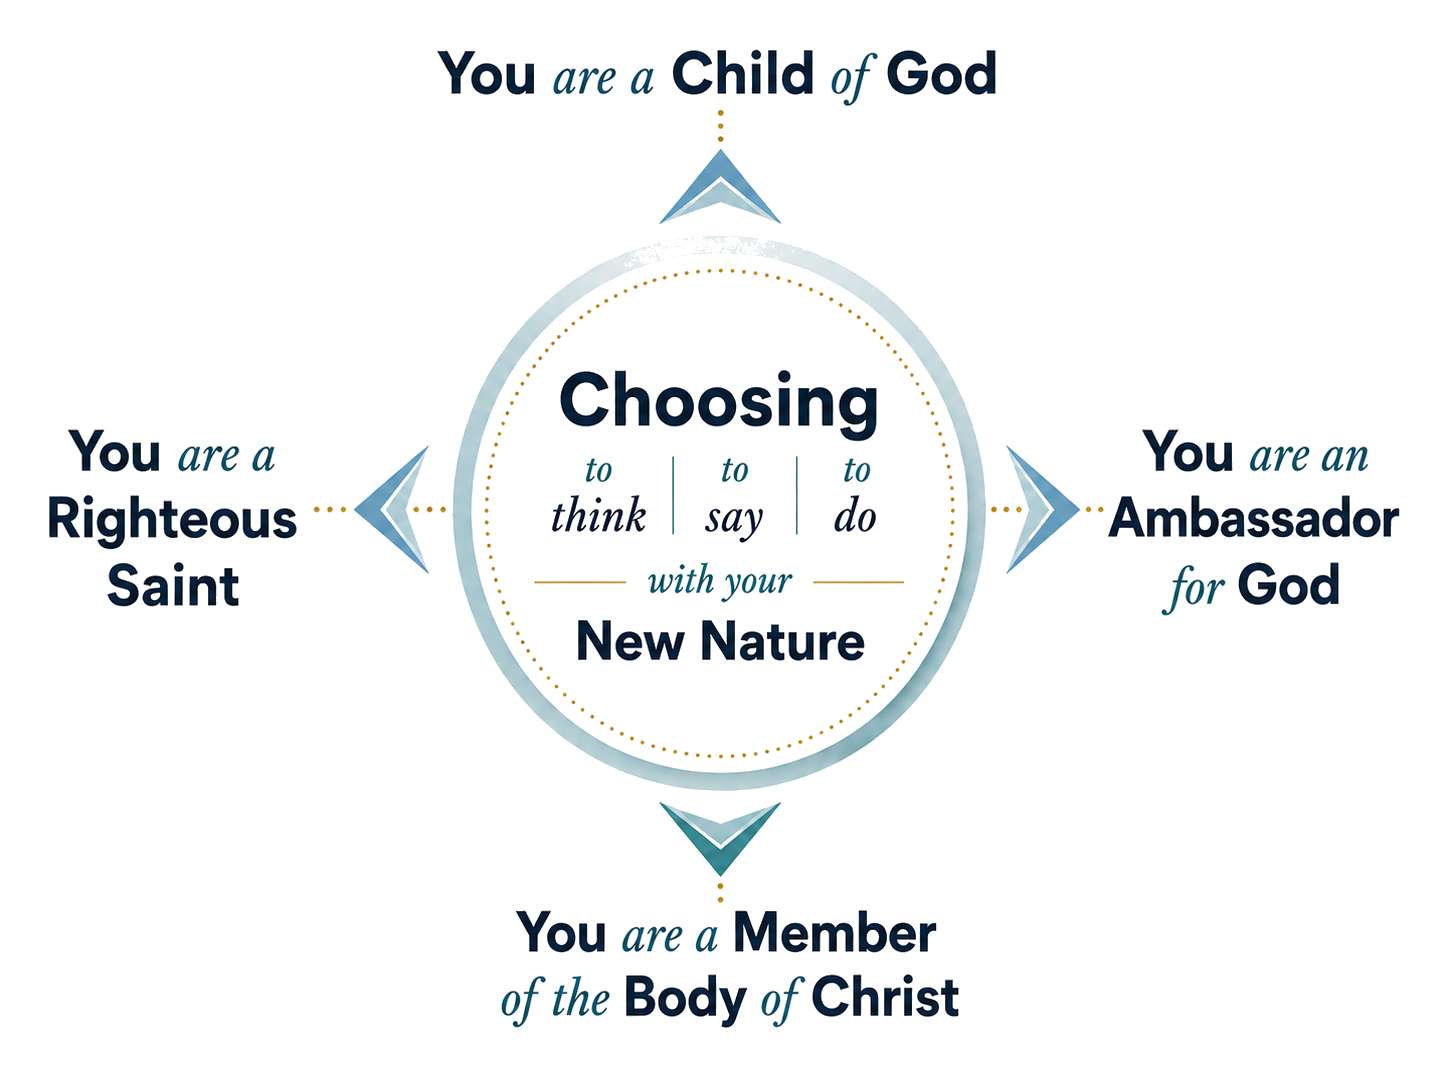 You are a Child of God
You are a
Righteous
Saint
Choosing
to think | to say | to do
with your
New Nature
You are an
Ambassador
for God
You are a Member
of the Body of Christ